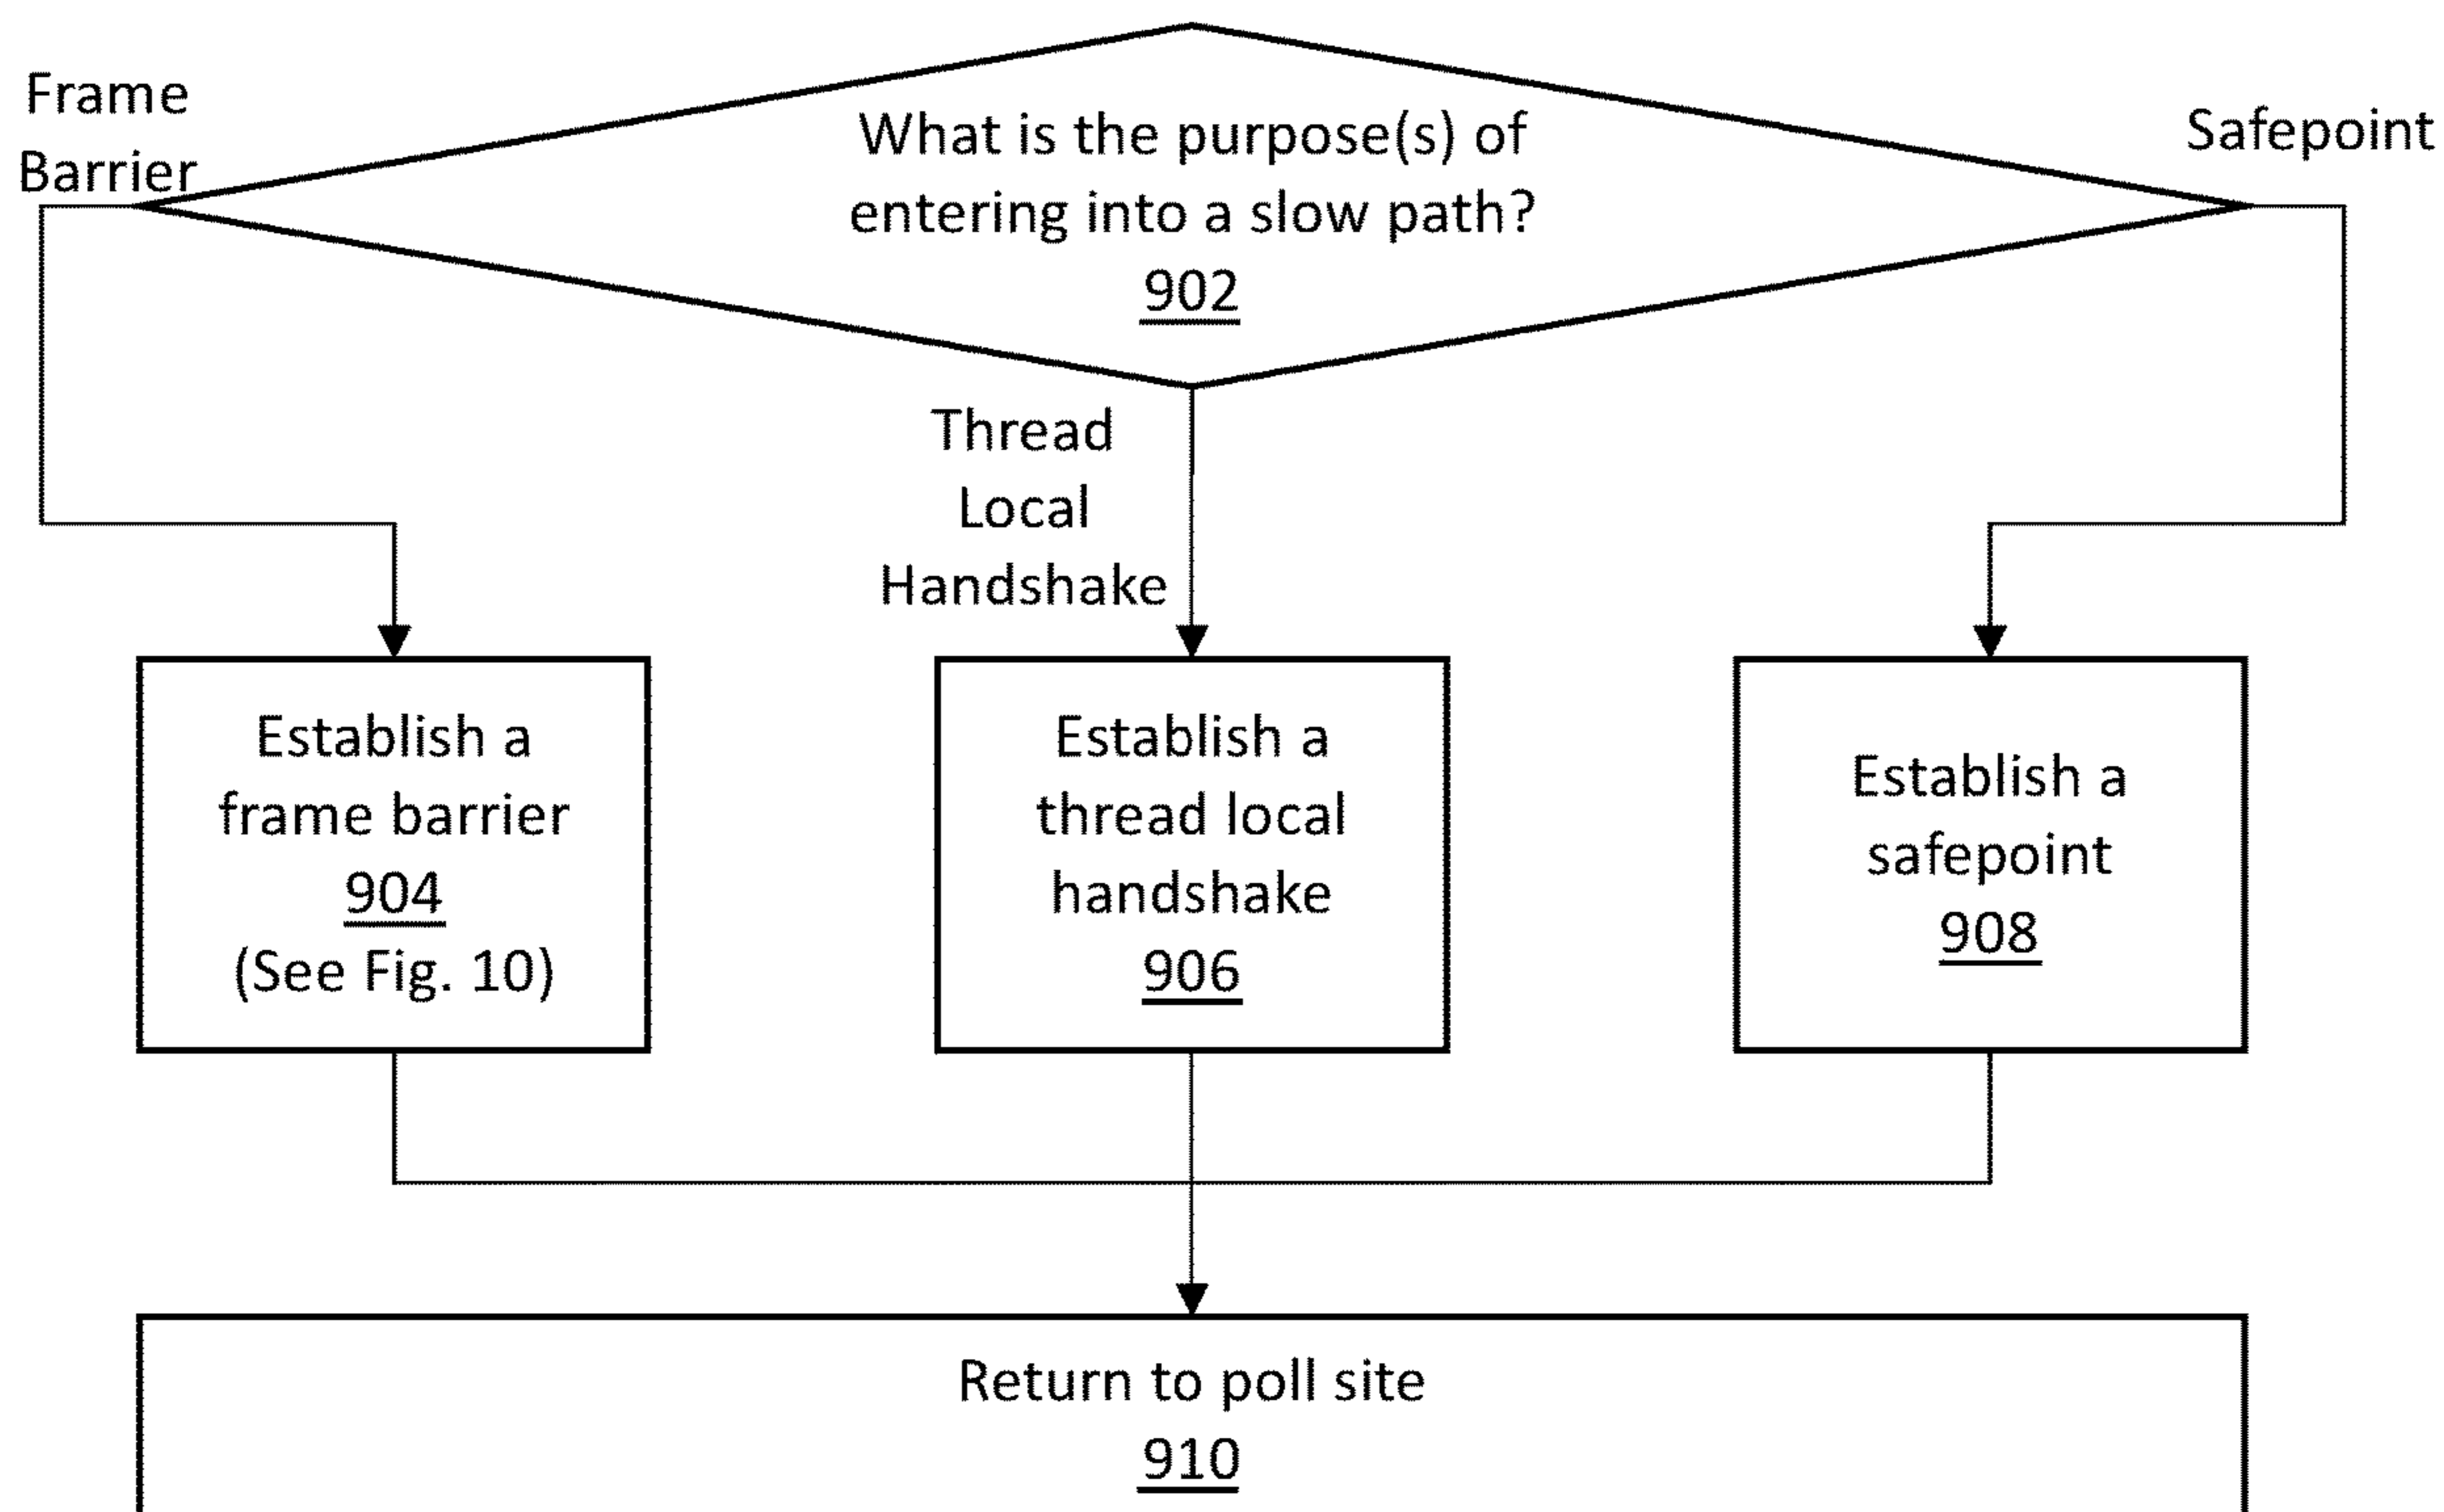 Frame
Barrier
What is the purpose(s) of
entering into a slow path?
902
Safepoint
Thread
Local
Handshake
Establish a
frame barrier
904
(See Fig. 10)
Establish a
thread local
handshake
906
Establish a
safepoint
908
Return to poll site
910